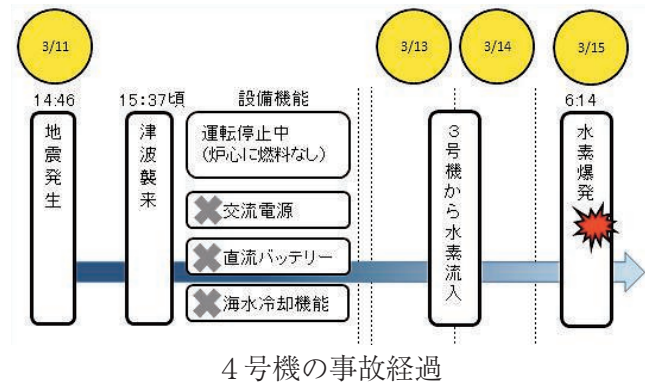 3/11
3/13
3/14
3/15
14:46
15:37頃
設備機能
6:14
地震発生
津波襲来
運転停止中
(炉心に燃料なし)
交流電源
直流バッテリー
海水冷却機能
3号機から水素流入
水素爆発
4号機の事故経過